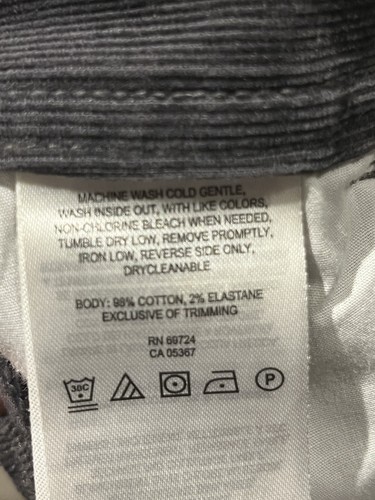 MACHINE WASH COLD GENTLE,
WASH INSIDE OUT, WITH LIKE COLORS,
NON-CHLORINE BLEACH WHEN NEEDED,
TUMBLE DRY LOW, REMOVE PROMPTLY,
IRON LOW, REVERSE SIDE ONLY,
DRYCLEANABLE
BODY: 98% COTTON, 2% ELASTANE
EXCLUSIVE OF TRIMMING
RN 69724
CA 05367
30C P